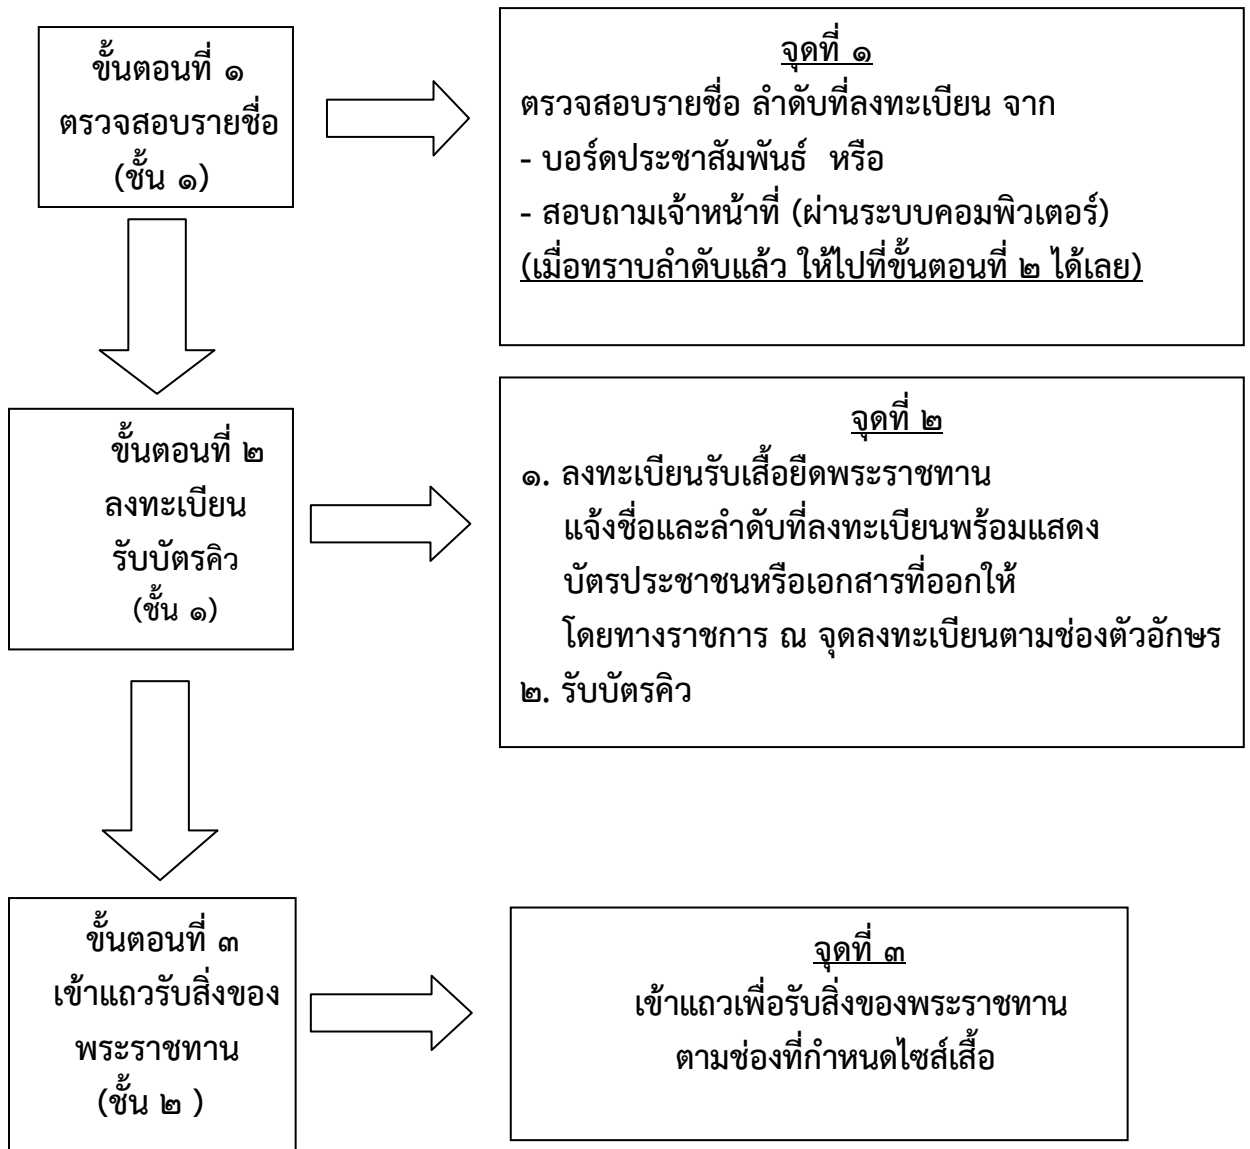 ขั้นตอนที่ ๑
ตรวจสอบรายชื่อ
(ชั้น ๑)
จุดที่ ๑
ตรวจสอบรายชื่อ ลำดับที่ลงทะเบียน จาก
- บอร์ดประชาสัมพันธ์ หรือ
- สอบถามเจ้าหน้าที่ (ผ่านระบบคอมพิวเตอร์)
(เมื่อทราบลำดับแล้ว ให้ไปที่ขั้นตอนที่ ๒ ได้เลย)
ขั้นตอนที่ ๒
ลงทะเบียน
รับบัตรคิว
(ชั้น ๑)
จุดที่ ๒
๑. ลงทะเบียนรับเสื้อยืดพระราชทาน
แจ้งชื่อและลำดับที่ลงทะเบียนพร้อมแสดง
บัตรประชาชนหรือเอกสารที่ออกให้
โดยทางราชการ ณ จุดลงทะเบียนตามช่องตัวอักษร
๒. รับบัตรคิว
ขั้นตอนที่ ๓
เข้าแถวรับสิ่งของ
พระราชทาน
(ชั้น ๒ )
จุดที่ ๓
เข้าแถวเพื่อรับสิ่งของพระราชทาน
ตามช่องที่กำหนดไซส์เสื้อ